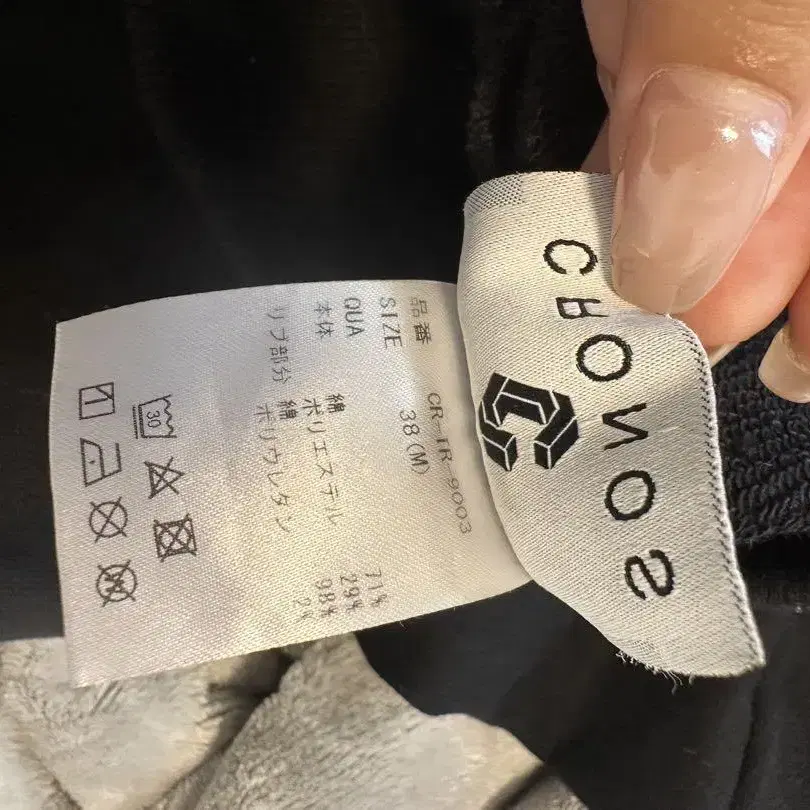 CRONOS
品番 CR-IR-9003
SIZE 38(M)
QUA
本体 綿 71%
ポリエステル 29%
リブ部分 綿 98%
ポリウレタン 2%
30